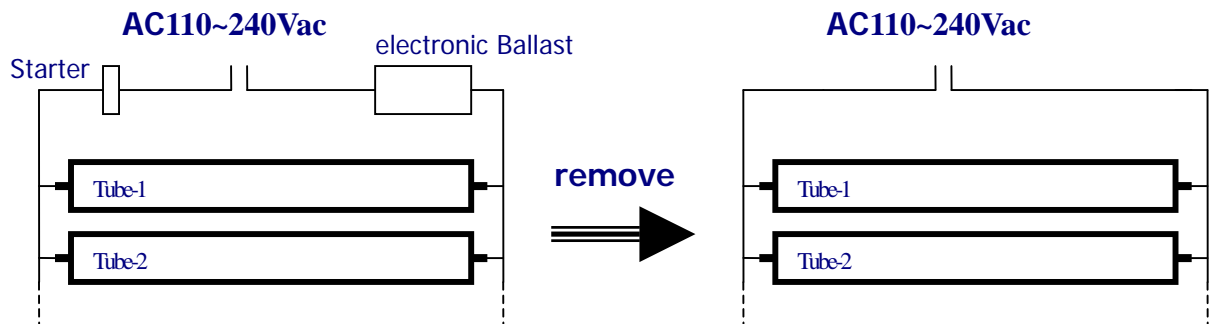 AC110~240Vac
electronic Ballast
Starter
Tube-1
Tube-2
remove
AC110~240Vac
Tube-1
Tube-2